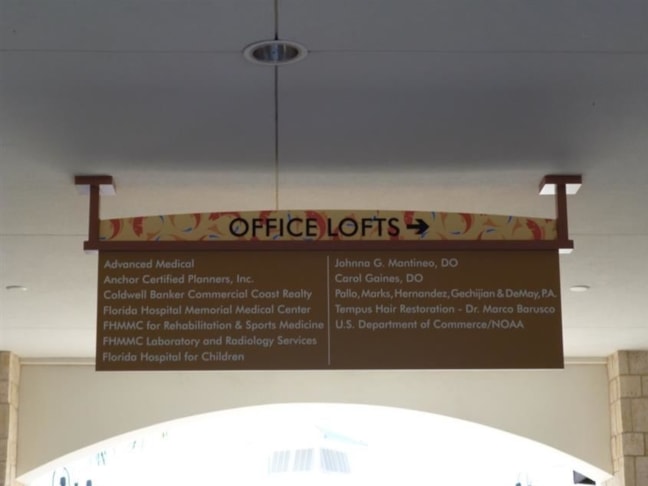 OFFICE LOFTS →
Advanced Medical
Anchor Certified Planners, Inc.
Coldwell Banker Commercial Coast Realty
Florida Hospital Memorial Medical Center
FHMMC for Rehabilitation & Sports Medicine
FHMMC Laboratory and Radiology Services
Florida Hospital for Children
Johnna G. Mantineo, DO
Carol Gaines, DO
Pallo, Marks, Hernandez, Gechijian & DeMay, P.A.
Tempus Hair Restoration - Dr. Marco Barusco
U.S. Department of Commerce/NOAA